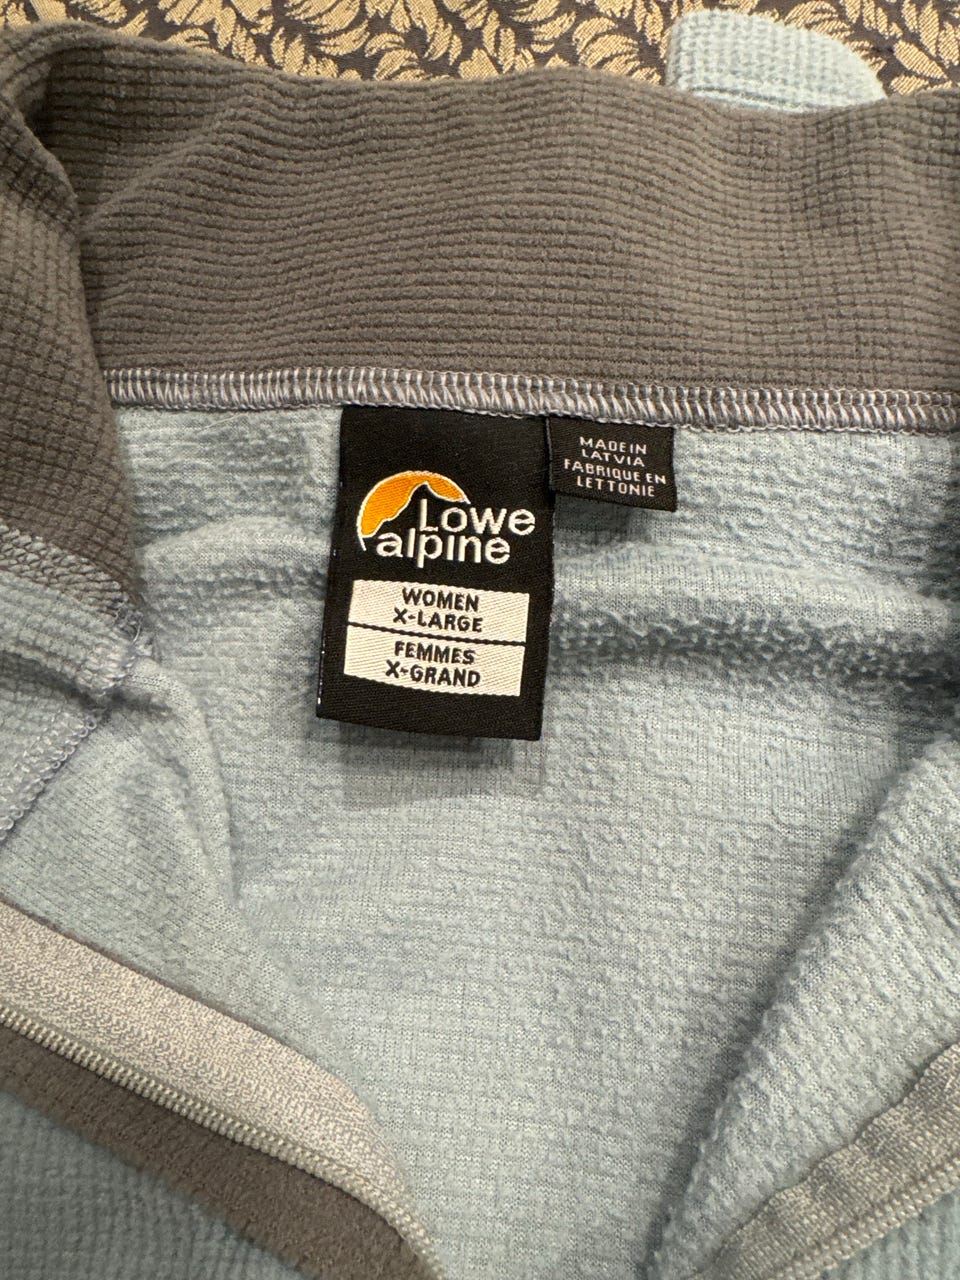 Lowe
alpine
WOMEN
X-LARGE
FEMMES
X-GRAND
MADE IN
LATVIA
FABRIQUE EN
LETTONIE